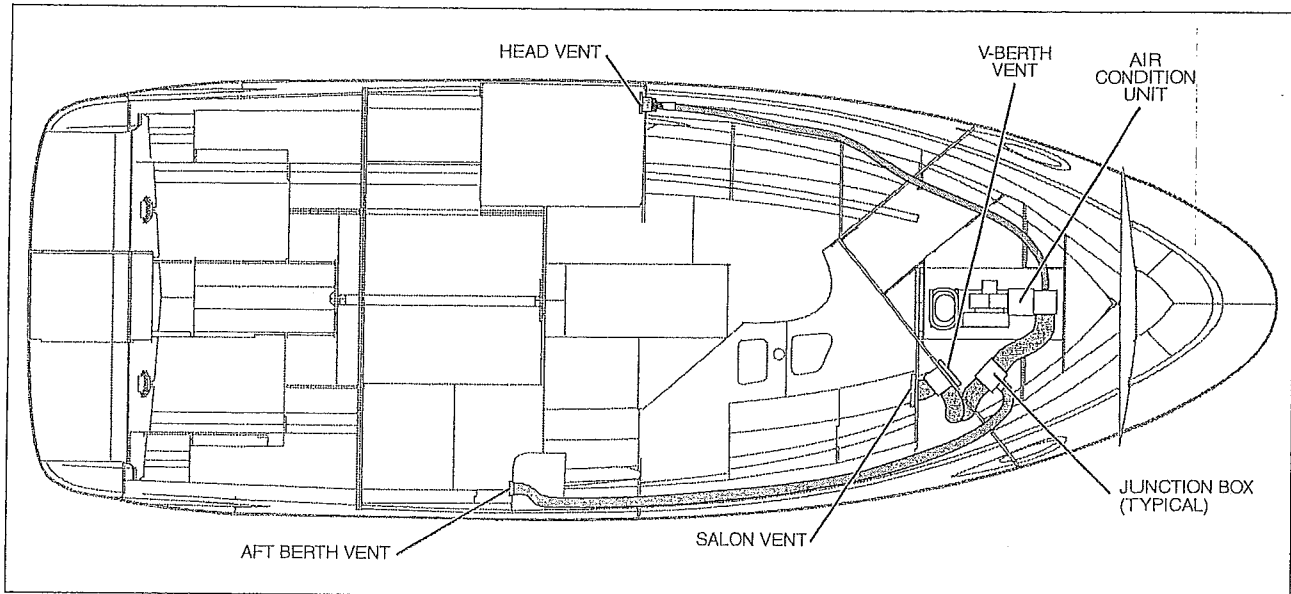 HEAD VENT
V-BERTH
VENT
AIR
CONDITION
UNIT
AFT BERTH VENT
SALON VENT
JUNCTION BOX
(TYPICAL)